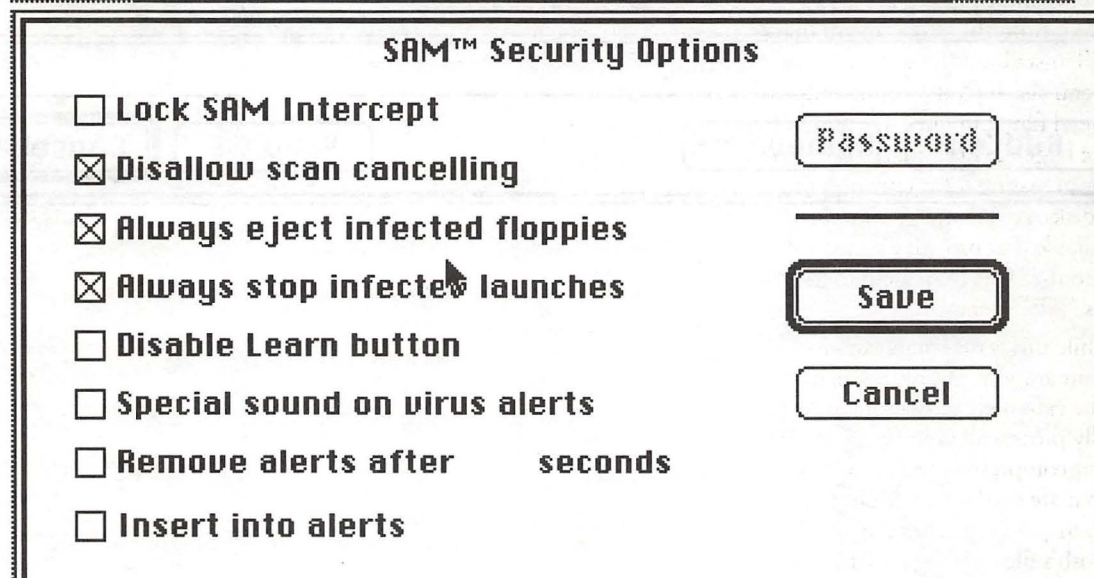 SAM™ Security Options
Lock SAM Intercept
Password
Disallow scan cancelling
Always eject infected floppies
Always stop infected launches
Save
Disable Learn button
Cancel
Special sound on virus alerts
Remove alerts after seconds
Insert into alerts